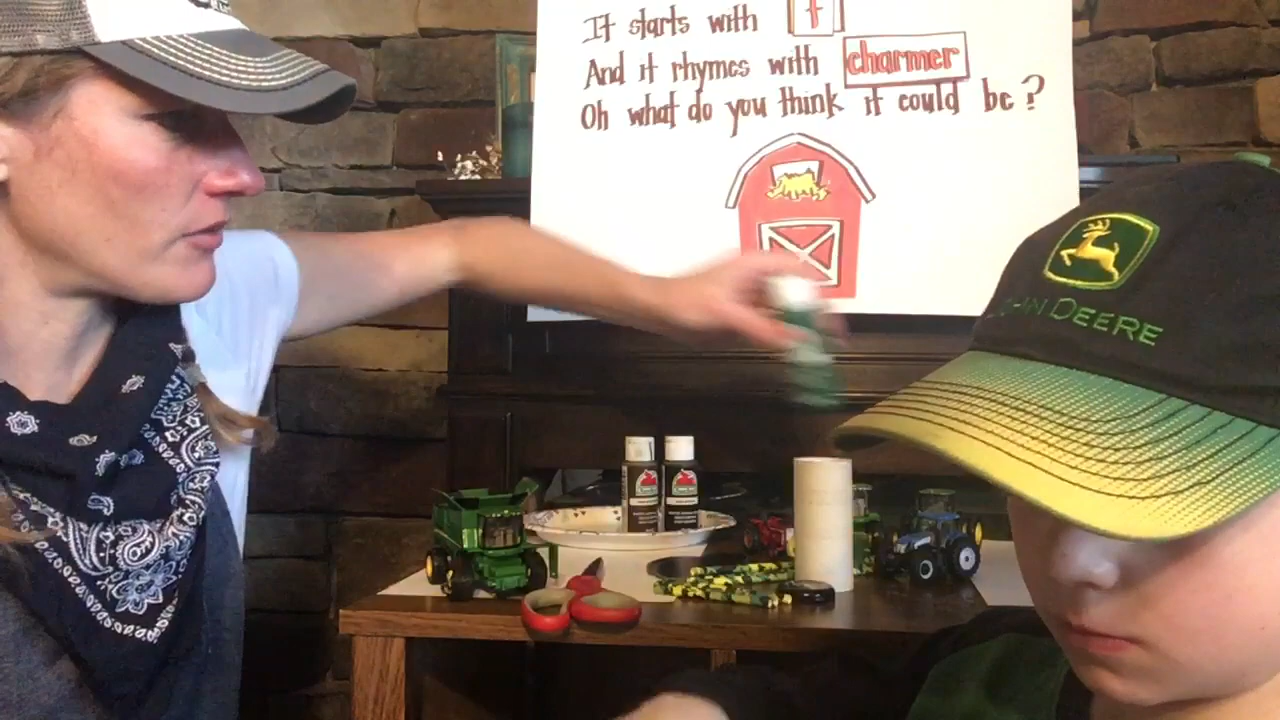 It starts with f
And it rhymes with charmer
Oh what do you think it could be?
JOHN DEERE